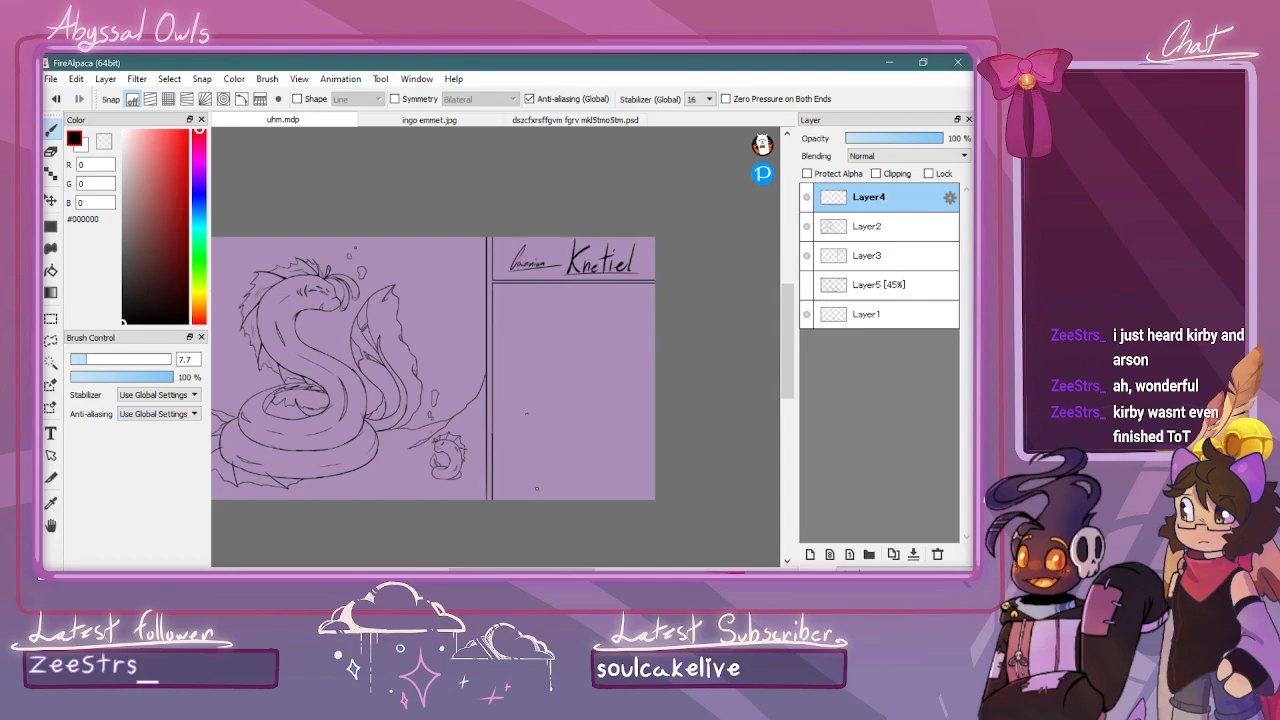 Abyssal Owls
Chat
FireAlpaca (64bit)
File Edit Layer Filter Select Snap Color Brush View Animation Tool Window Help
Snap off Shape Line Symmetry Bilateral Anti-aliasing (Global) Stabilizer (Global) 16 Zero Pressure on Both Ends
Color
uhm.mdp
ingo emmet.jpg
dszcfxrsffgvm fgrv mklStmoStm.psd
Layer
R 0
G 0
B 0
#000000
Opacity 100 %
Blending Normal
Protect Alpha Clipping Lock
Layer4
Layer2
Layer3
Layer5 [45%]
Layer1
Knetiel
Brush Control
7.7
100 %
Stabilizer Use Global Settings
Anti-aliasing Use Global Settings
ZeeStrs_ i just heard kirby and
arson
ZeeStrs_ ah, wonderful
ZeeStrs_ kirby wasnt even
finished ToT
Latest follower
ZeeStrs_
Latest Subscriber
soulcakelive